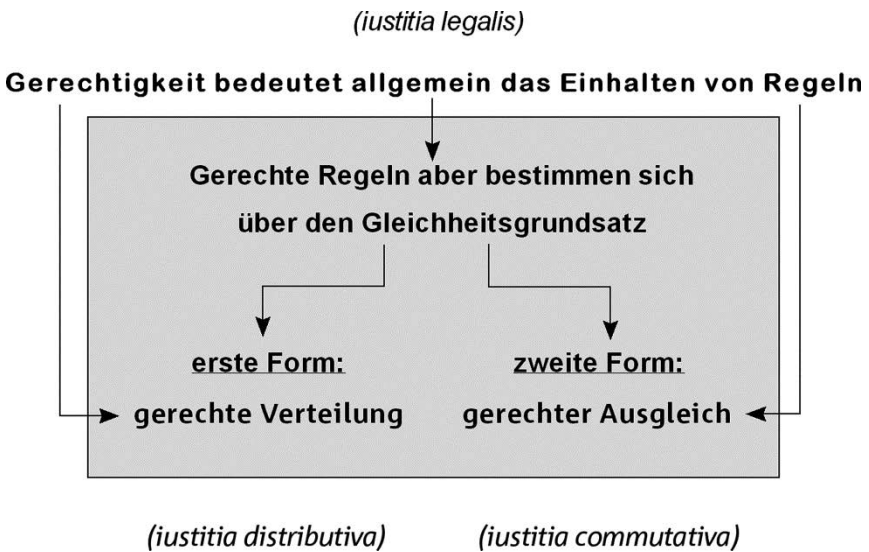 (iustitia legalis)
Gerechtigkeit bedeutet allgemein das Einhalten von Regeln
Gerechte Regeln aber bestimmen sich
über den Gleichheitsgrundsatz
erste Form:
gerechte Verteilung
zweite Form:
gerechter Ausgleich
(iustitia distributiva)
(iustitia commutativa)